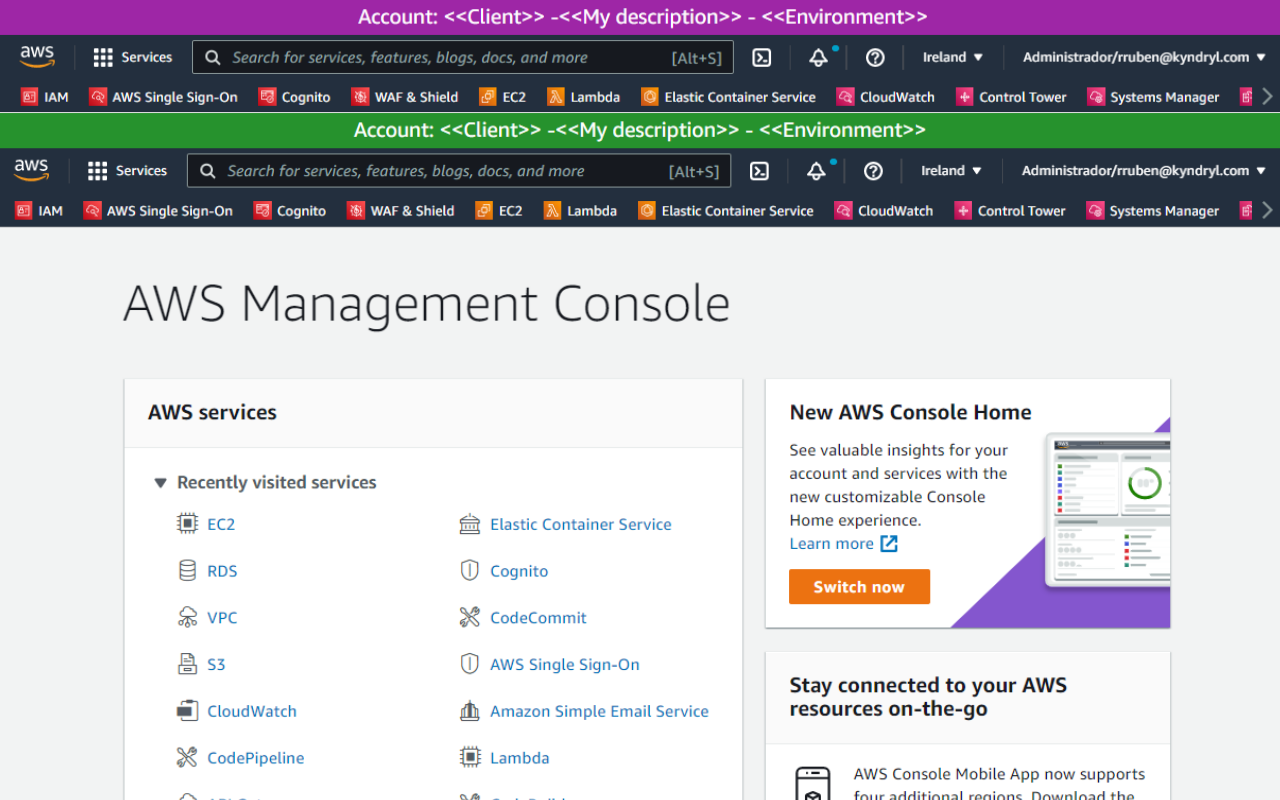 Account: <<Client>> -<<My description>> - <<Environment>>
aws Services Search for services, features, blogs, docs, and more [Alt+S] Ireland ▼ Administrador/rruben@kyndryl.com ▼
IAM AWS Single Sign-On Cognito WAF & Shield EC2 Lambda Elastic Container Service CloudWatch Control Tower Systems Manager
Account: <<Client>> -<<My description>> - <<Environment>>
aws Services Search for services, features, blogs, docs, and more [Alt+S] Ireland ▼ Administrador/rruben@kyndryl.com ▼
IAM AWS Single Sign-On Cognito WAF & Shield EC2 Lambda Elastic Container Service CloudWatch Control Tower Systems Manager
AWS Management Console
AWS services
▼ Recently visited services
EC2
RDS
VPC
S3
CloudWatch
CodePipeline
Elastic Container Service
Cognito
CodeCommit
AWS Single Sign-On
Amazon Simple Email Service
Lambda
New AWS Console Home
See valuable insights for your
account and services with the
new customizable Console
Home experience.
Learn more
Switch now
Stay connected to your AWS
resources on-the-go
AWS Console Mobile App now supports
four additional regions. Download the